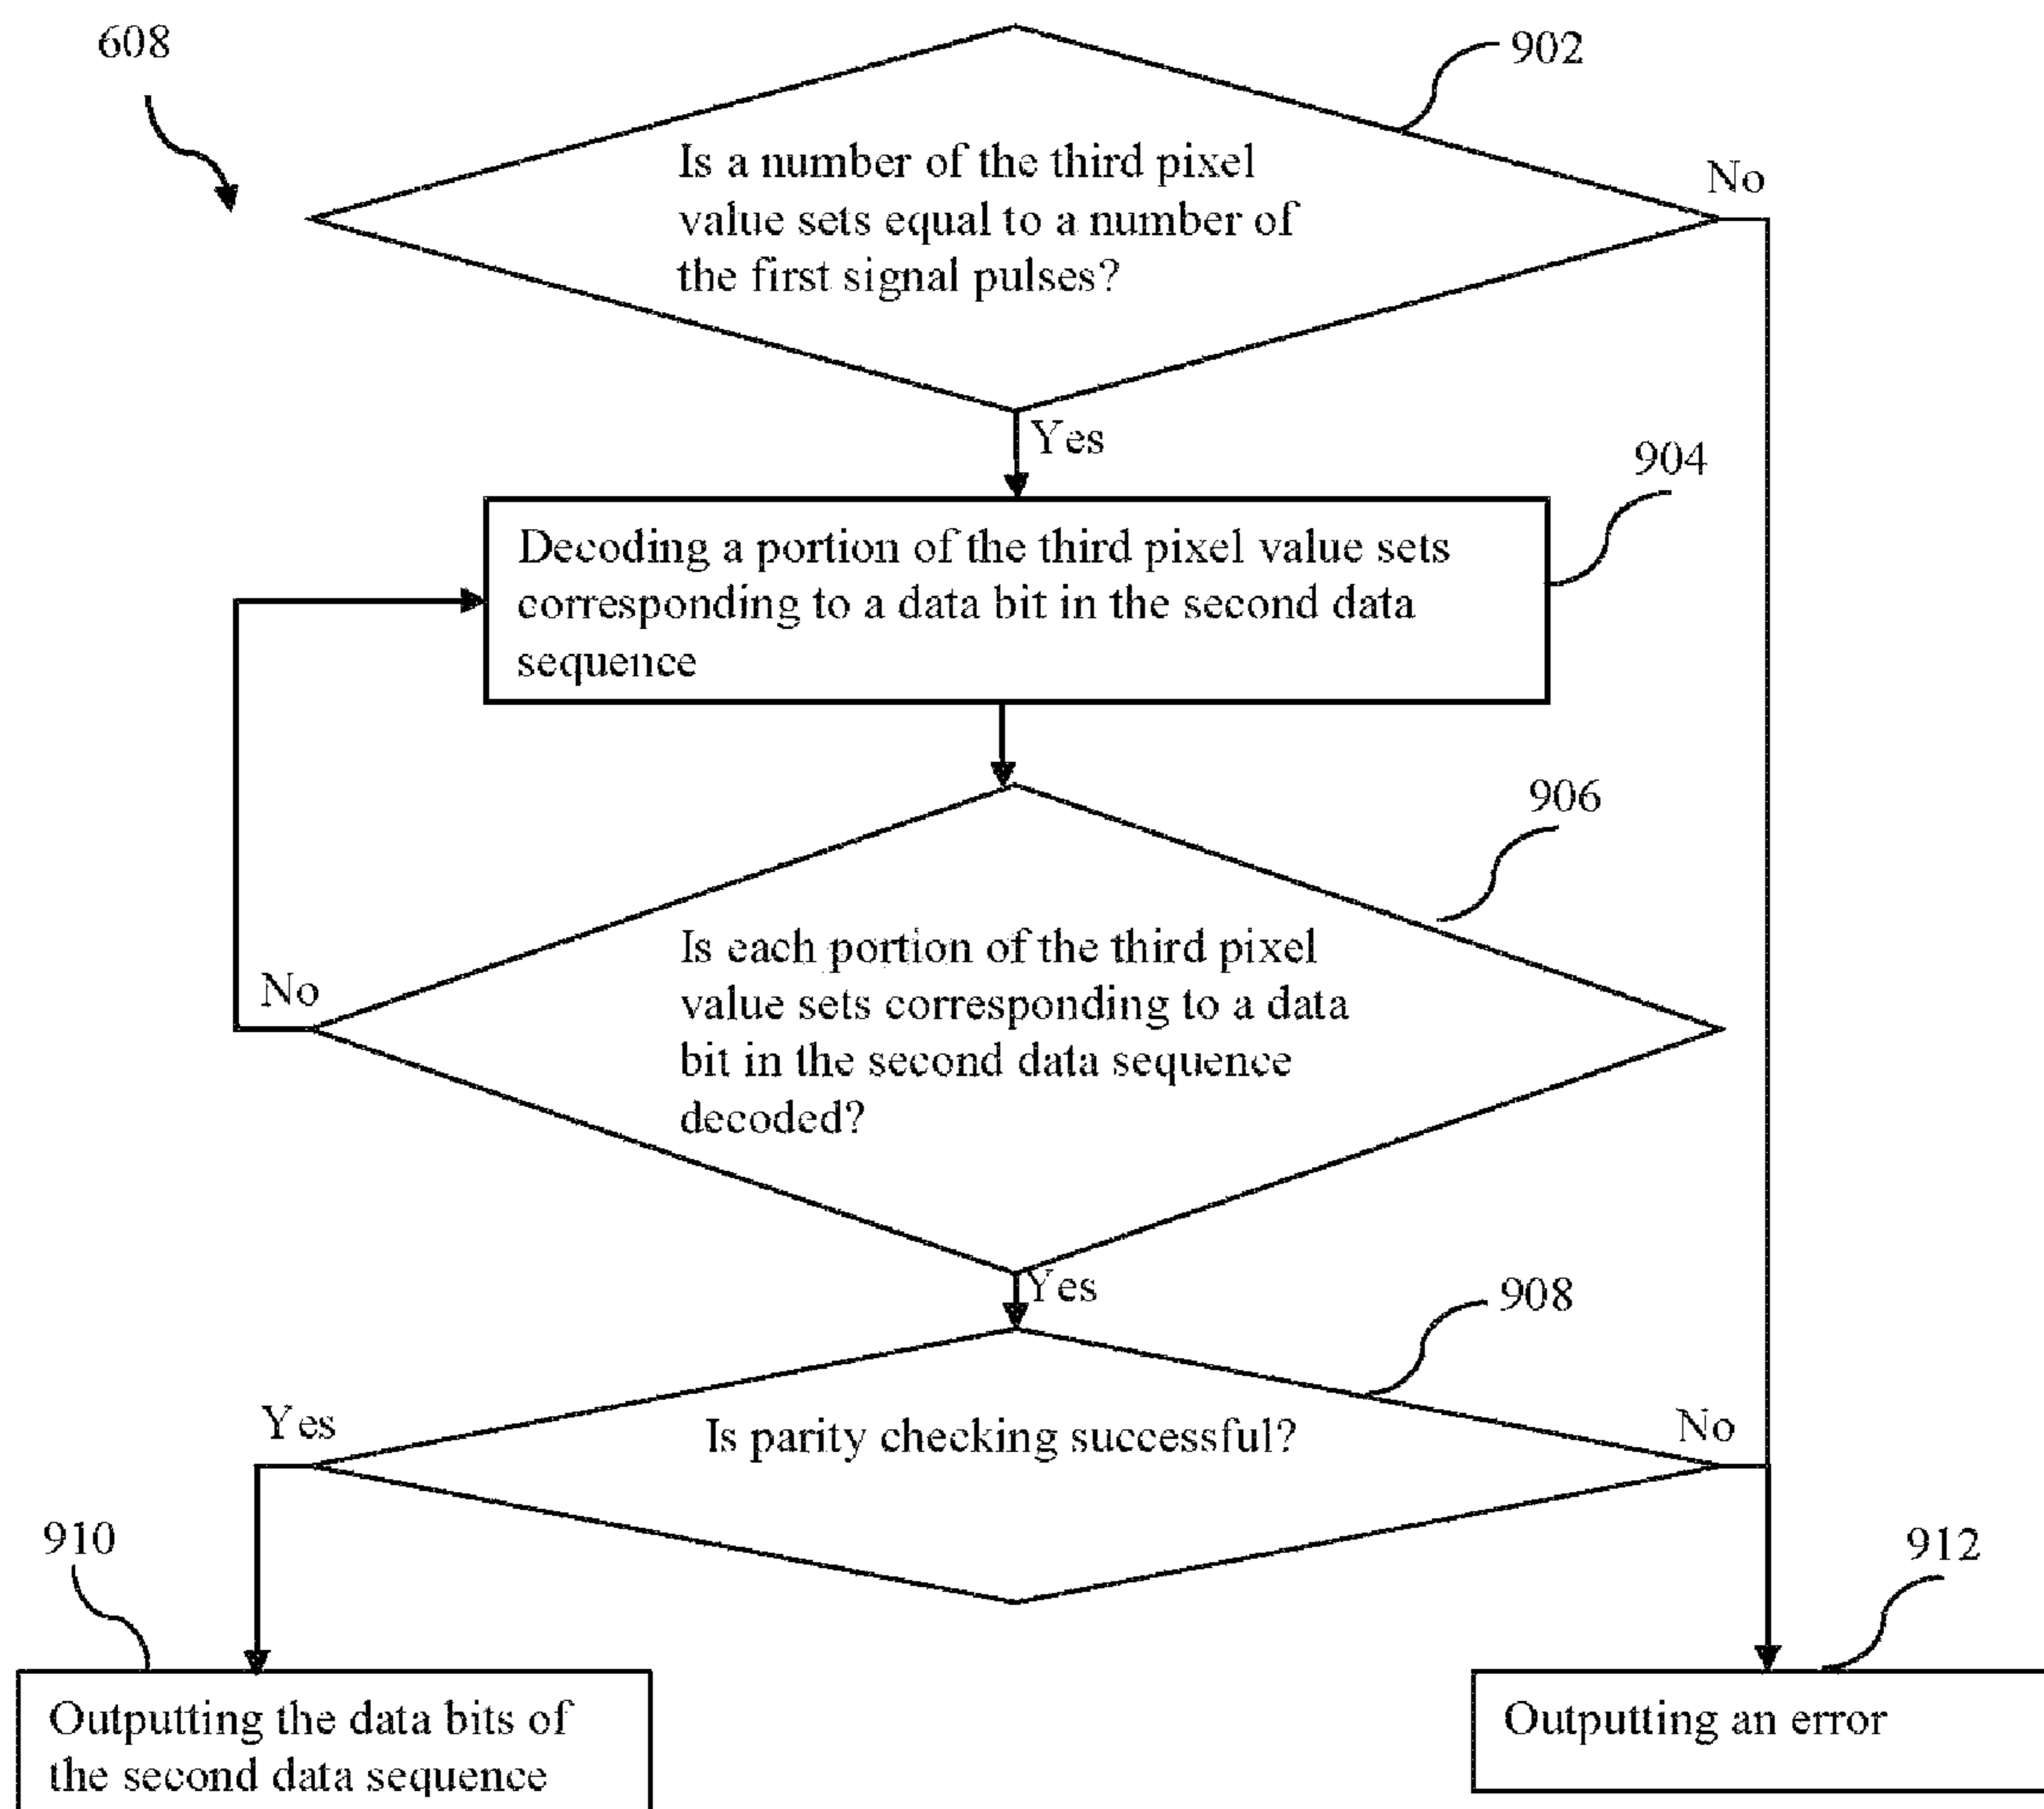 608
902
Is a number of the third pixel
value sets equal to a number of
the first signal pulses?
No
Yes
904
Decoding a portion of the third pixel value sets
corresponding to a data bit in the second data
sequence
906
Is each portion of the third pixel
value sets corresponding to a data
bit in the second data sequence
decoded?
No
Yes
908
Yes
Is parity checking successful?
No
910
912
Outputting the data bits of
the second data sequence
Outputting an error